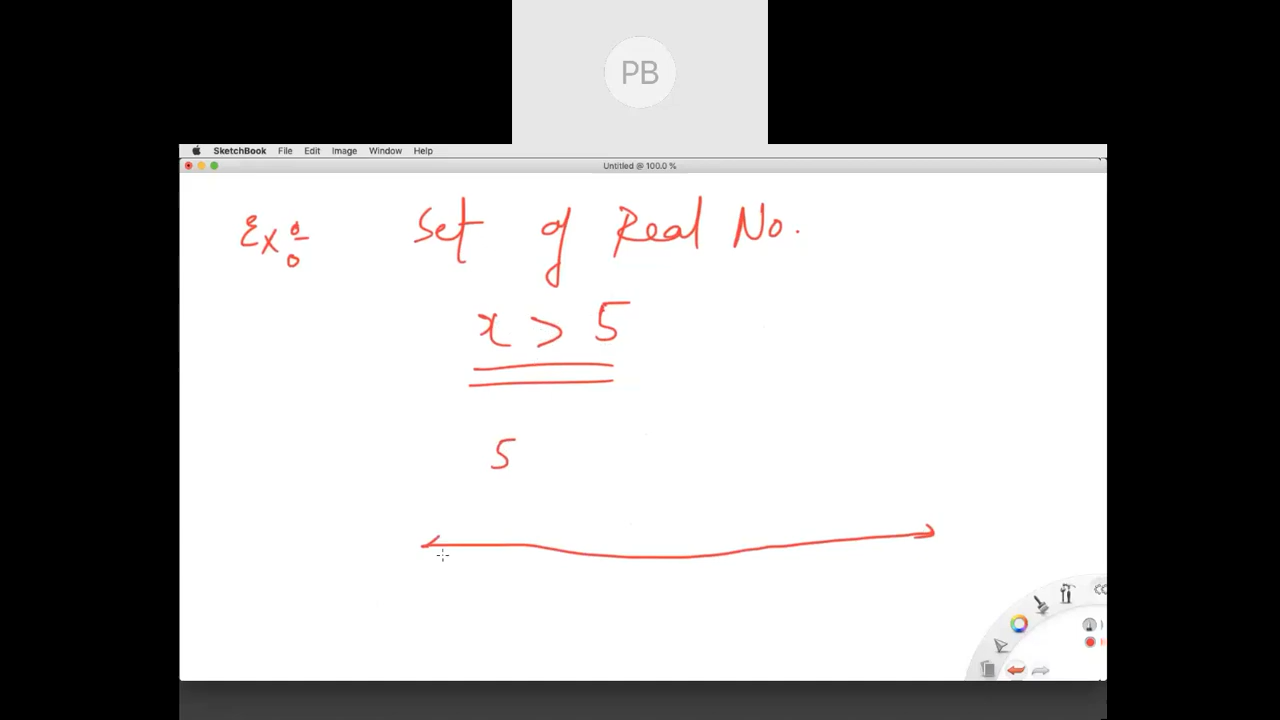 PB
SketchBook File Edit Image Window Help
Untitled @ 100.0 %
Ex: Set of Real No.
x > 5
5